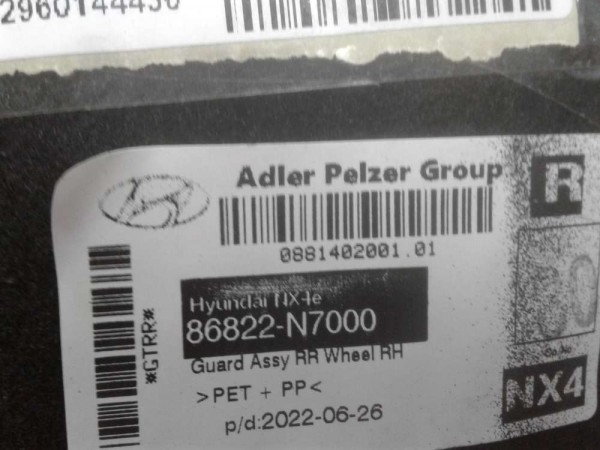 2960144430
Adler Pelzer Group
R
0881402001.01
Hyundai NX4e
86822-N7000
Guard Assy RR Wheel RH
>PET + PP<
p/d:2022-06-26
*GTRR*
NX4